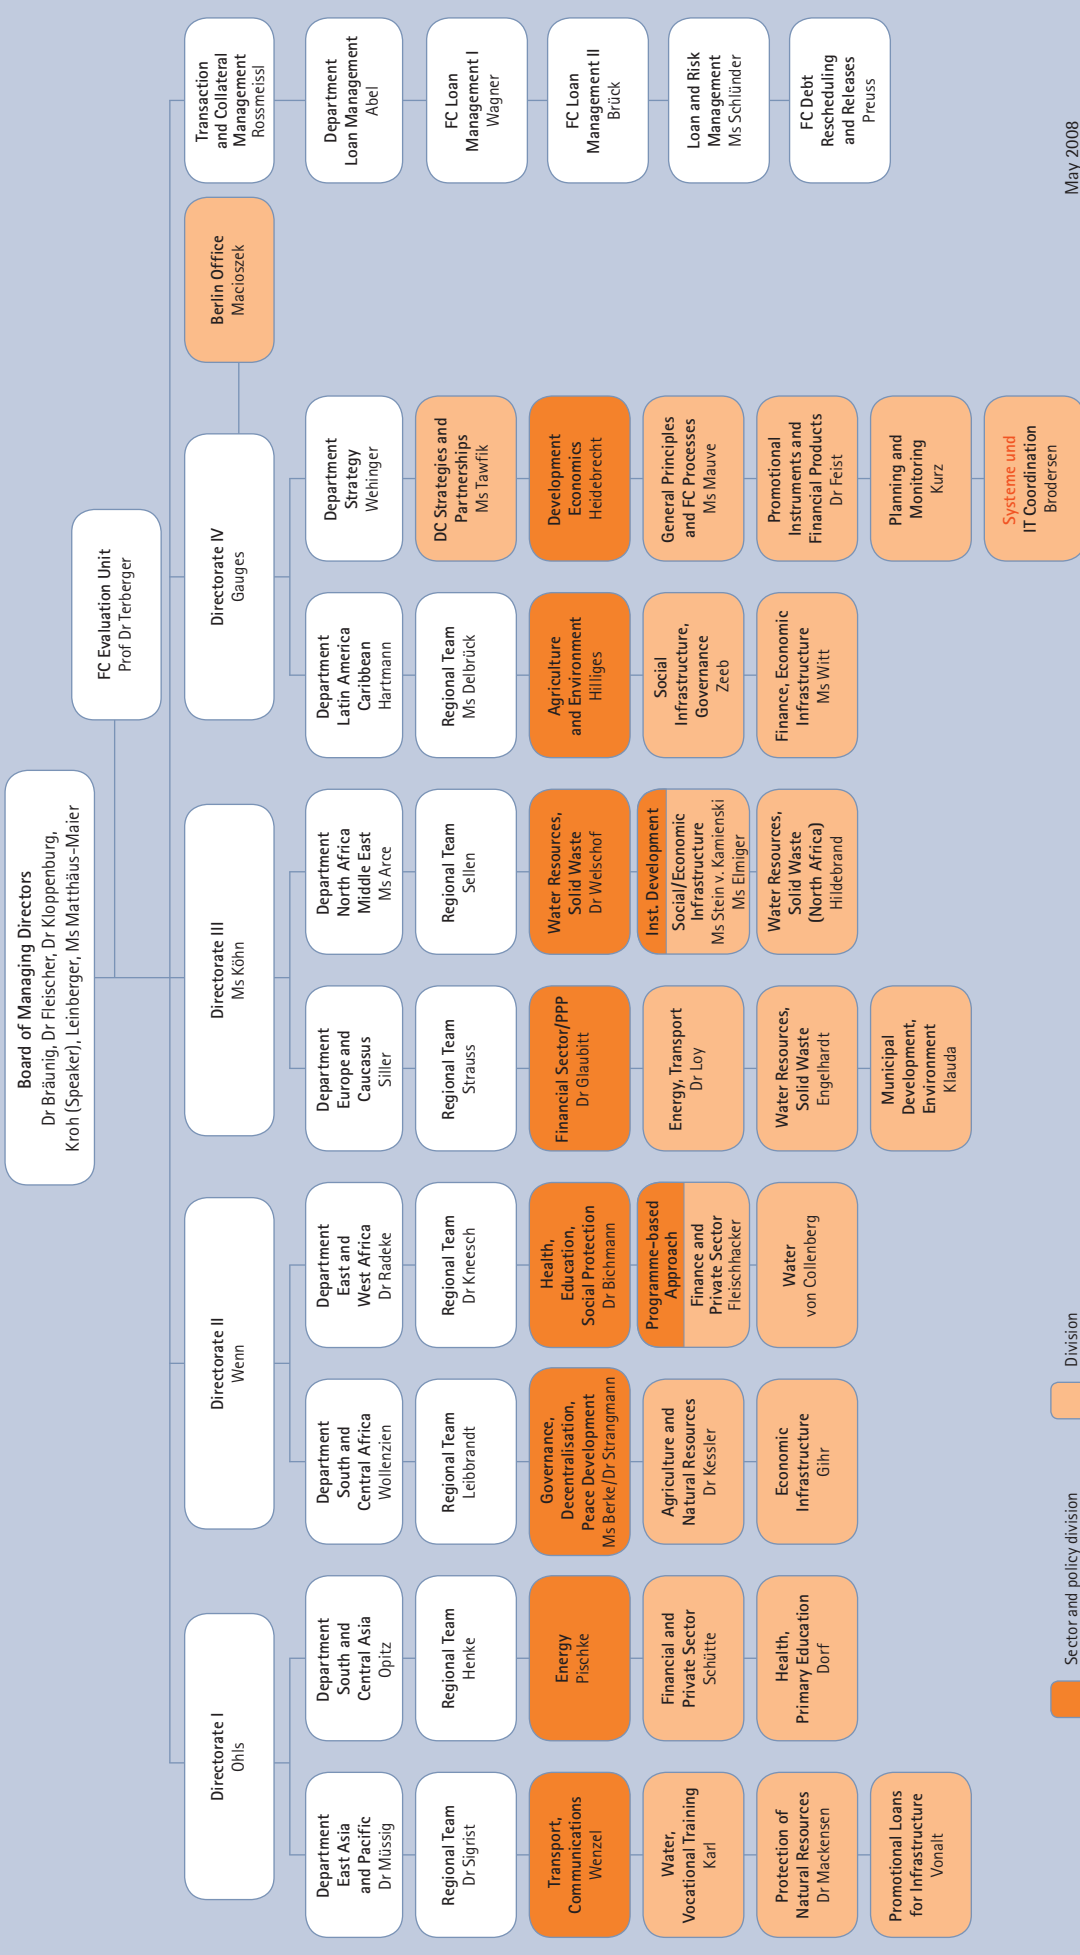 Board of Managing Directors
Dr Bräunig, Dr Fleischer, Dr Kloppenburg,
Kroh (Speaker), Leinberger, Ms Matthäus-Maier
FC Evaluation Unit
Prof Dr Terberger
Directorate I
Ohls
Directorate II
Wenn
Directorate III
Ms Köhn
Directorate IV
Gauges
Berlin Office
Macioszek
Transaction
and Collateral
Management
Rossmeissl
Department
East Asia
and Pacific
Dr Müssig
Regional Team
Dr Sigrist
Transport,
Communications
Wenzel
Water,
Vocational Training
Karl
Protection of
Natural Resources
Dr Mackensen
Promotional Loans
for Infrastructure
Vonalt
Department
South and
Central Asia
Opitz
Regional Team
Henke
Energy
Pischke
Financial and
Private Sector
Schütte
Health,
Primary Education
Dorf
Department
South and
Central Africa
Wollenzien
Regional Team
Leibbrandt
Governance,
Decentralisation,
Peace Development
Ms Berke/Dr Strangmann
Agriculture and
Natural Resources
Dr Kessler
Economic
Infrastructure
Gihr
Department
East and
West Africa
Dr Radeke
Regional Team
Dr Kneesch
Health,
Education,
Social Protection
Dr Bichmann
Programme-based
Approach
Finance and
Private Sector
Fleischhacker
Water
von Collenberg
Department
Europe and
Caucasus
Siller
Regional Team
Strauss
Financial Sector/PPP
Dr Glaubitt
Energy, Transport
Dr Loy
Water Resources,
Solid Waste
Engelhardt
Municipal
Development,
Environment
Klauda
Department
North Africa
Middle East
Ms Arce
Regional Team
Sellen
Water Resources,
Solid Waste
Dr Welschof
Inst. Development
Social/Economic
Infrastructure
Ms Stein v. Kamienski
Ms Elmiger
Water Resources,
Solid Waste
(North Africa)
Hildebrand
Department
Latin America
Caribbean
Hartmann
Regional Team
Ms Delbrück
Agriculture
and Environment
Hilliges
Social
Infrastructure,
Governance
Zeeb
Finance, Economic
Infrastructure
Ms Witt
Department
Strategy
Wehinger
DC Strategies and
Partnerships
Ms Tawfik
Development
Economics
Heidebrecht
General Principles
and FC Processes
Ms Mauve
Promotional
Instruments and
Financial Products
Dr Feist
Planning and
Monitoring
Kurz
Systeme und
IT Coordination
Brodersen
Department
Loan Management
Abel
FC Loan
Management I
Wagner
FC Loan
Management II
Brück
Loan and Risk
Management
Ms Schlünder
FC Debt
Rescheduling
and Releases
Preuss
Sector and policy division
Division
May 2008